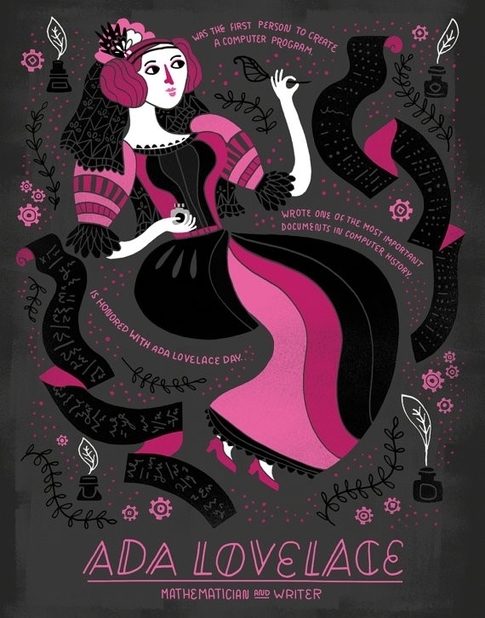 WAS THE FIRST PERSON TO CREATE
A COMPUTER PROGRAM.
WROTE ONE OF THE MOST IMPORTANT
DOCUMENTS IN COMPUTER HISTORY.
IS HONORED WITH ADA LOVELACE DAY.
ADA LOVELACE
MATHEMATICIAN AND WRITER